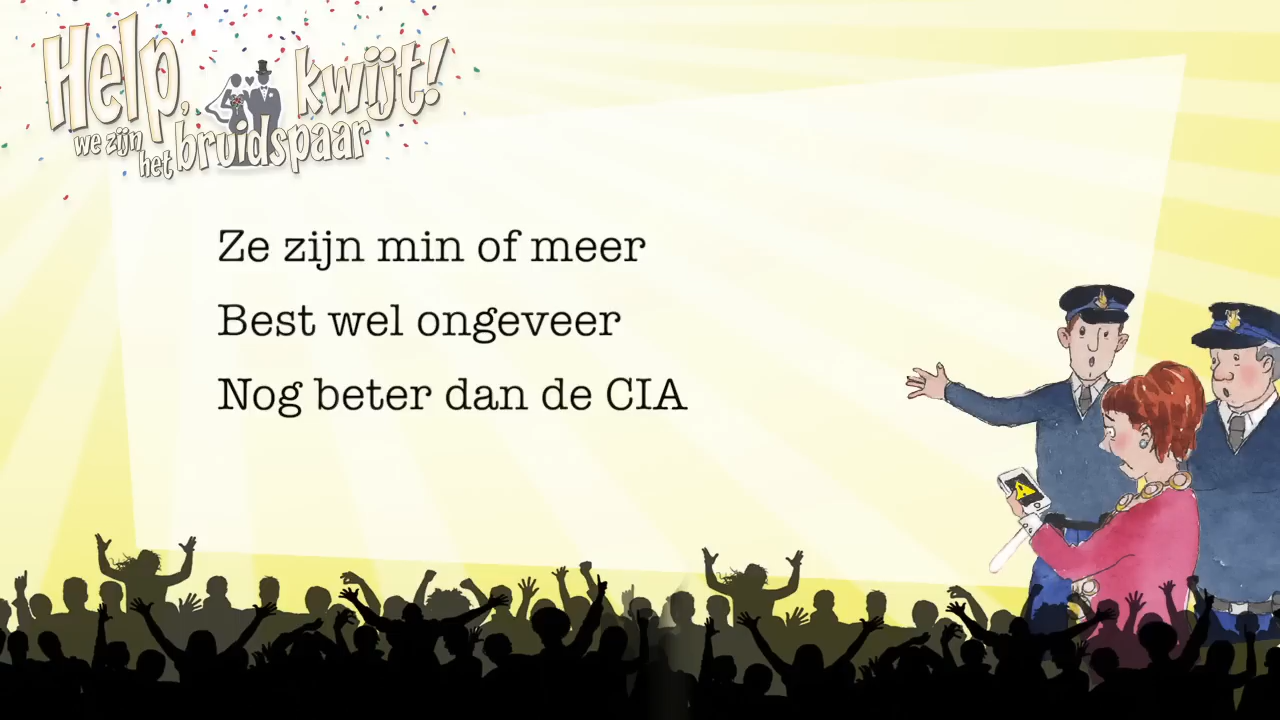 Help,
we zijn
het bruidspaar
kwijt!
Ze zijn min of meer
Best wel ongeveer
Nog beter dan de CIA